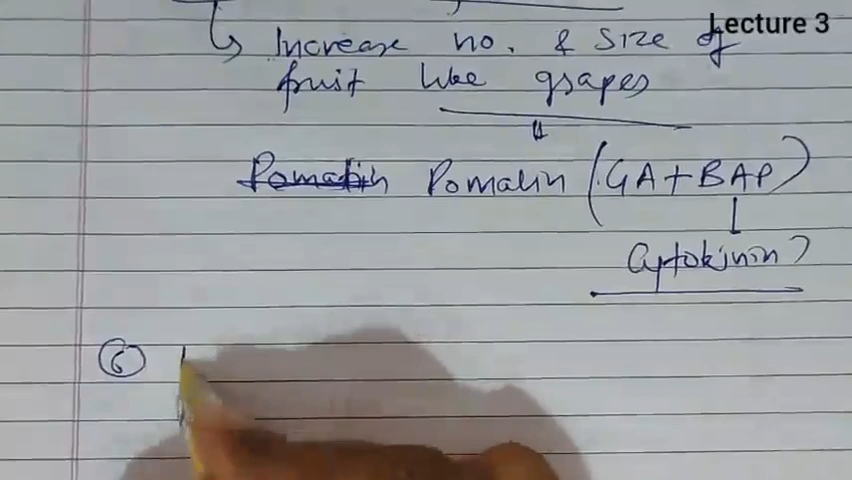 Lecture 3
↳ Increase no. & Size of
fruit like grapes
Pomalin Pomalin (GA+BAP)
Cytokinin)
⑥